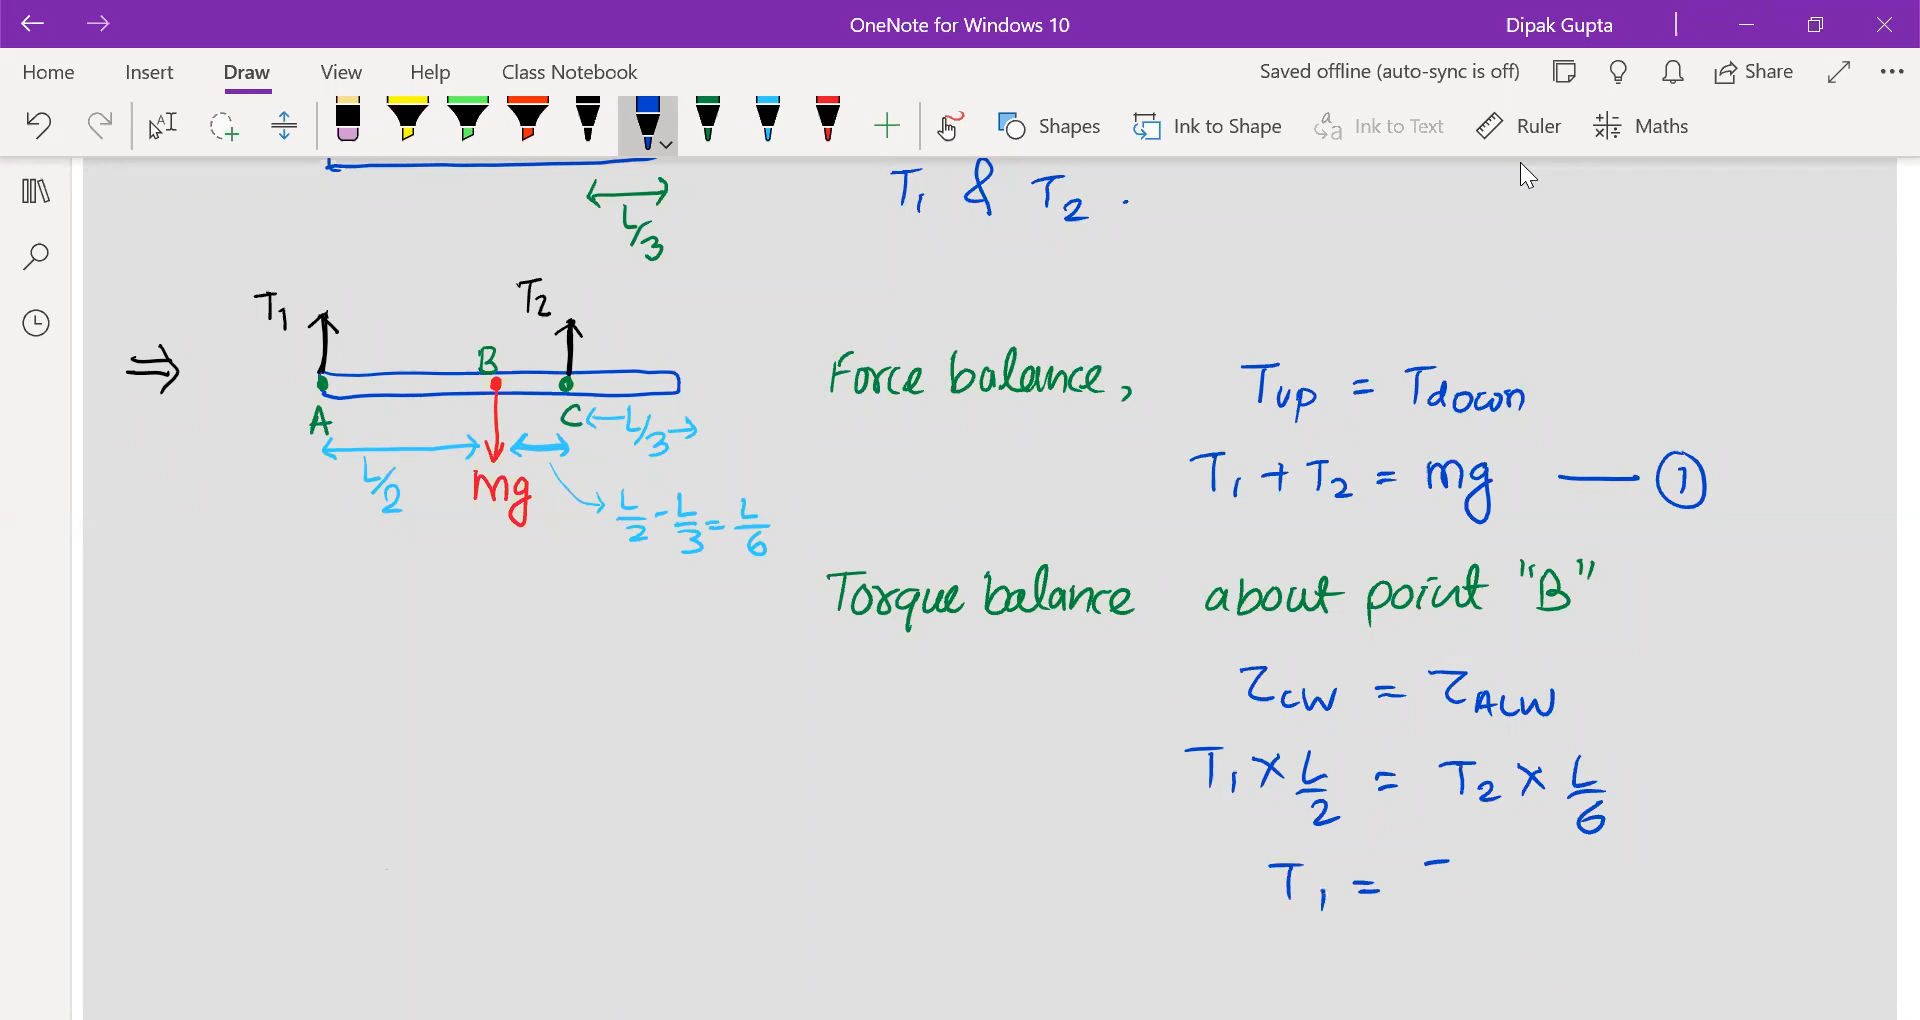 OneNote for Windows 10
Dipak Gupta
Home Insert Draw View Help Class Notebook
Saved offline (auto-sync is off) Share
Shapes Ink to Shape Ink to Text Ruler Maths
L/3
T1 & T2 .
⇒
T1 T2
B
A C
L/2 mg L/3
L/2 - L/3 = L/6
Force balance, Tup = Tdown
T1 + T2 = mg — ①
Torque balance about point "B"
τCW = τACW
T1 × L/2 = T2 × L/6
T1 =